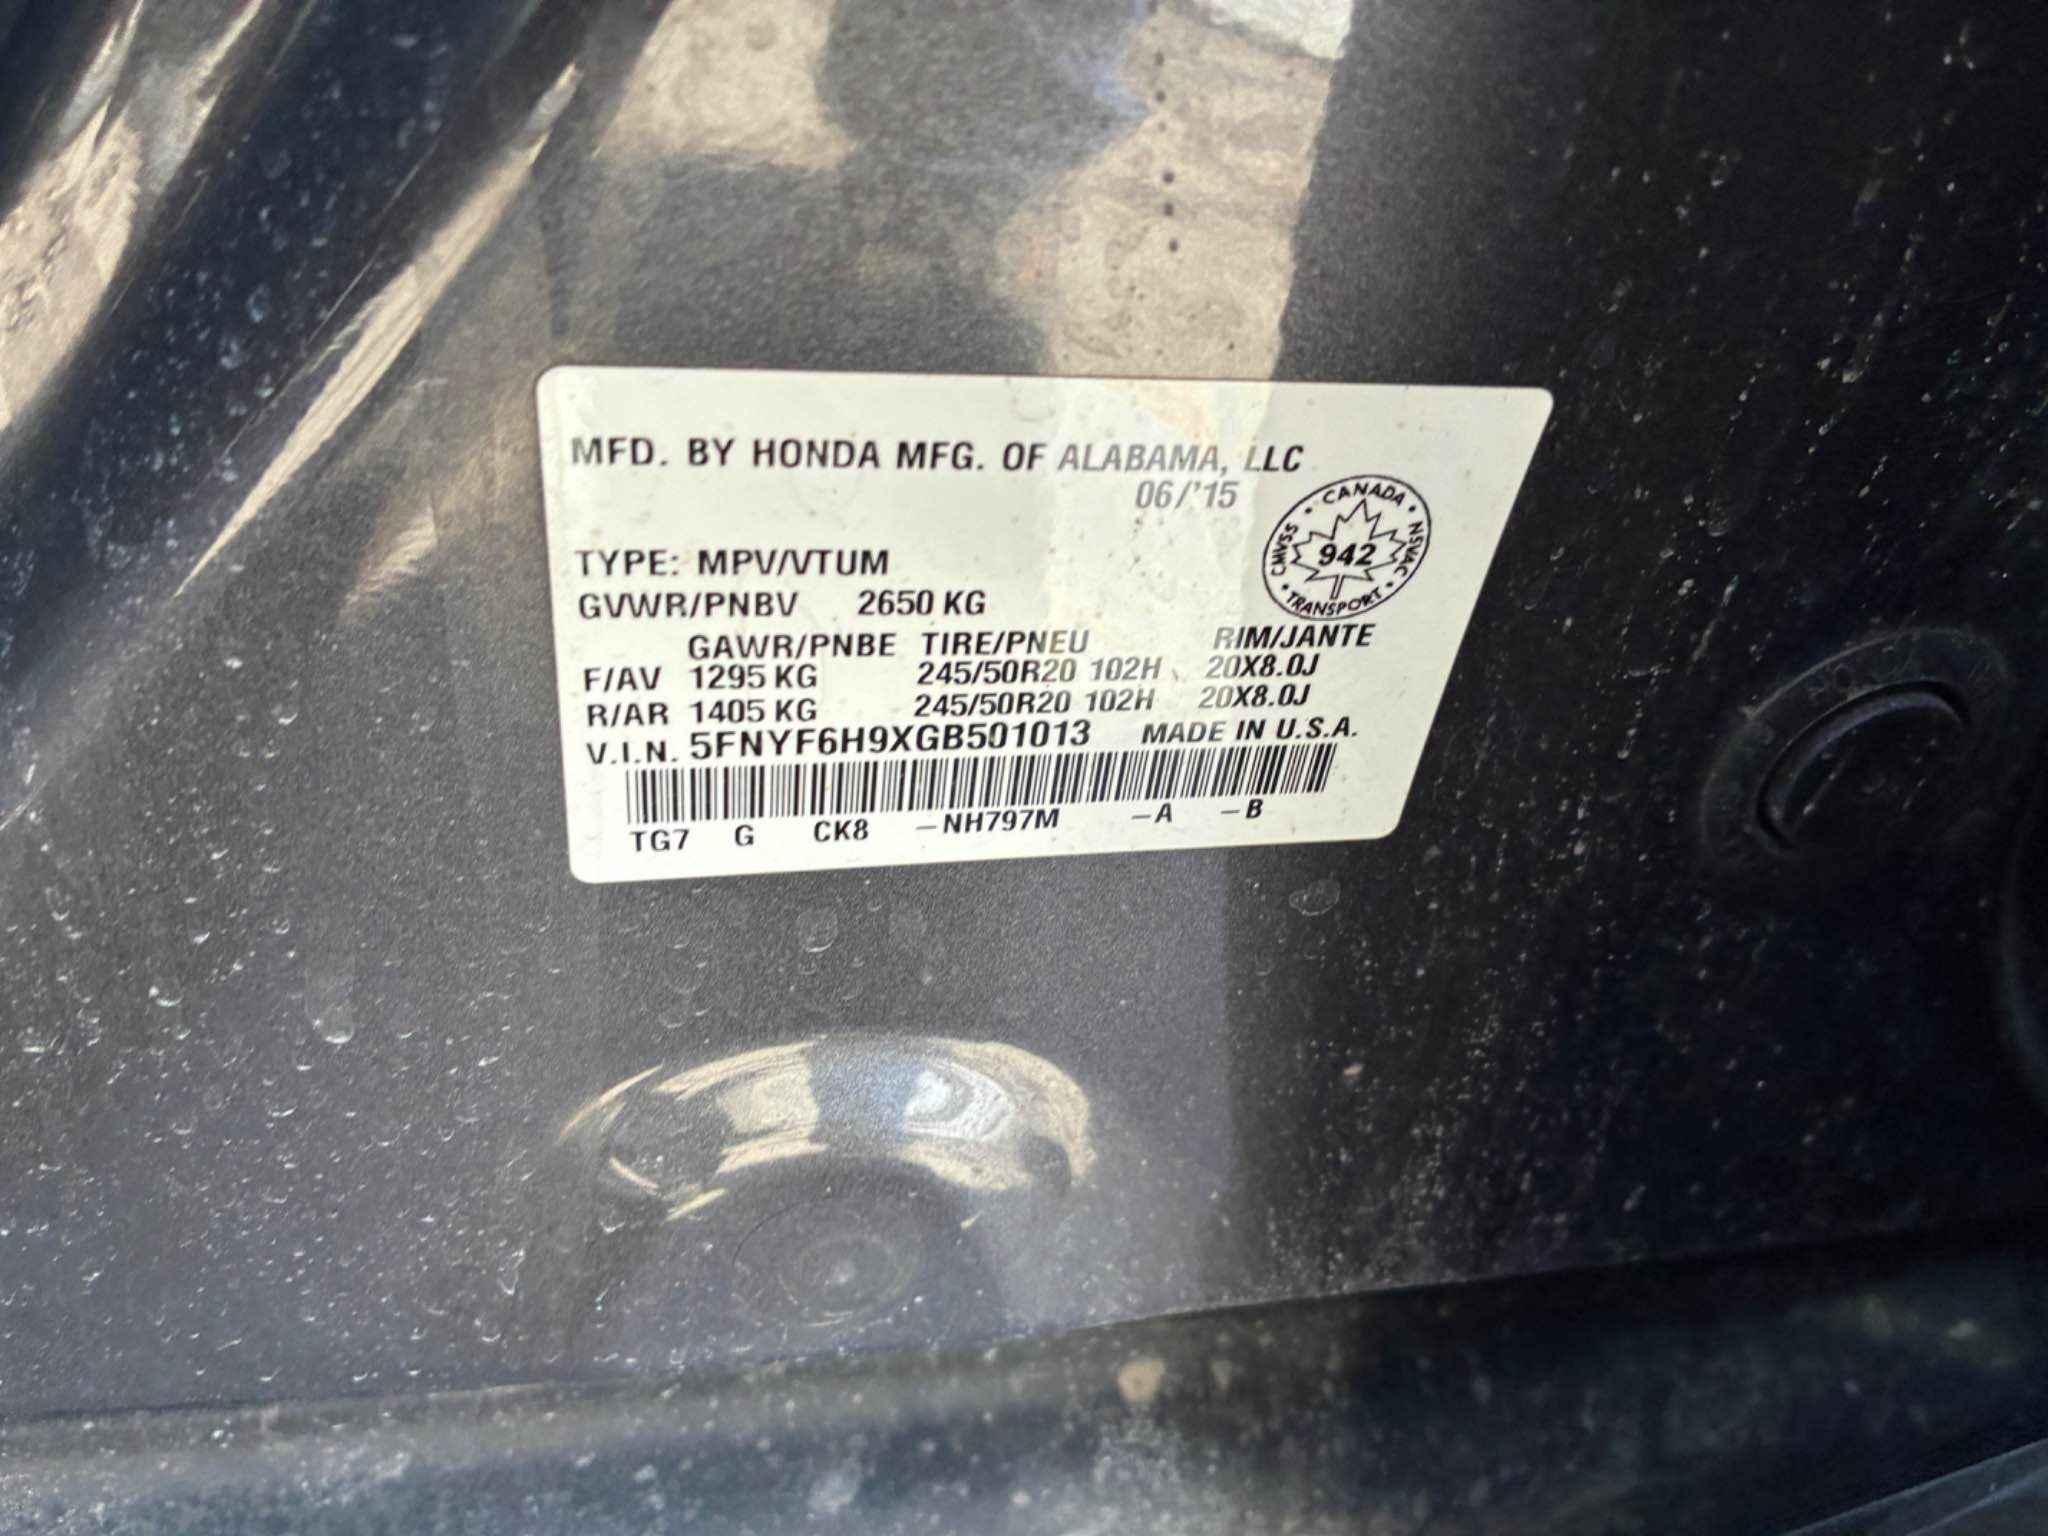 MFD. BY HONDA MFG. OF ALABAMA, LLC
06/'15
CANADA
CMVSS 942 NSVAC
TRANSPORT
TYPE: MPV/VTUM
GVWR/PNBV 2650 KG
GAWR/PNBE TIRE/PNEU RIM/JANTE
F/AV 1295 KG 245/50R20 102H 20X8.0J
R/AR 1405 KG 245/50R20 102H 20X8.0J
V.I.N. 5FNYF6H9XGB501013 MADE IN U.S.A.
TG7 G CK8 -NH797M -A -B